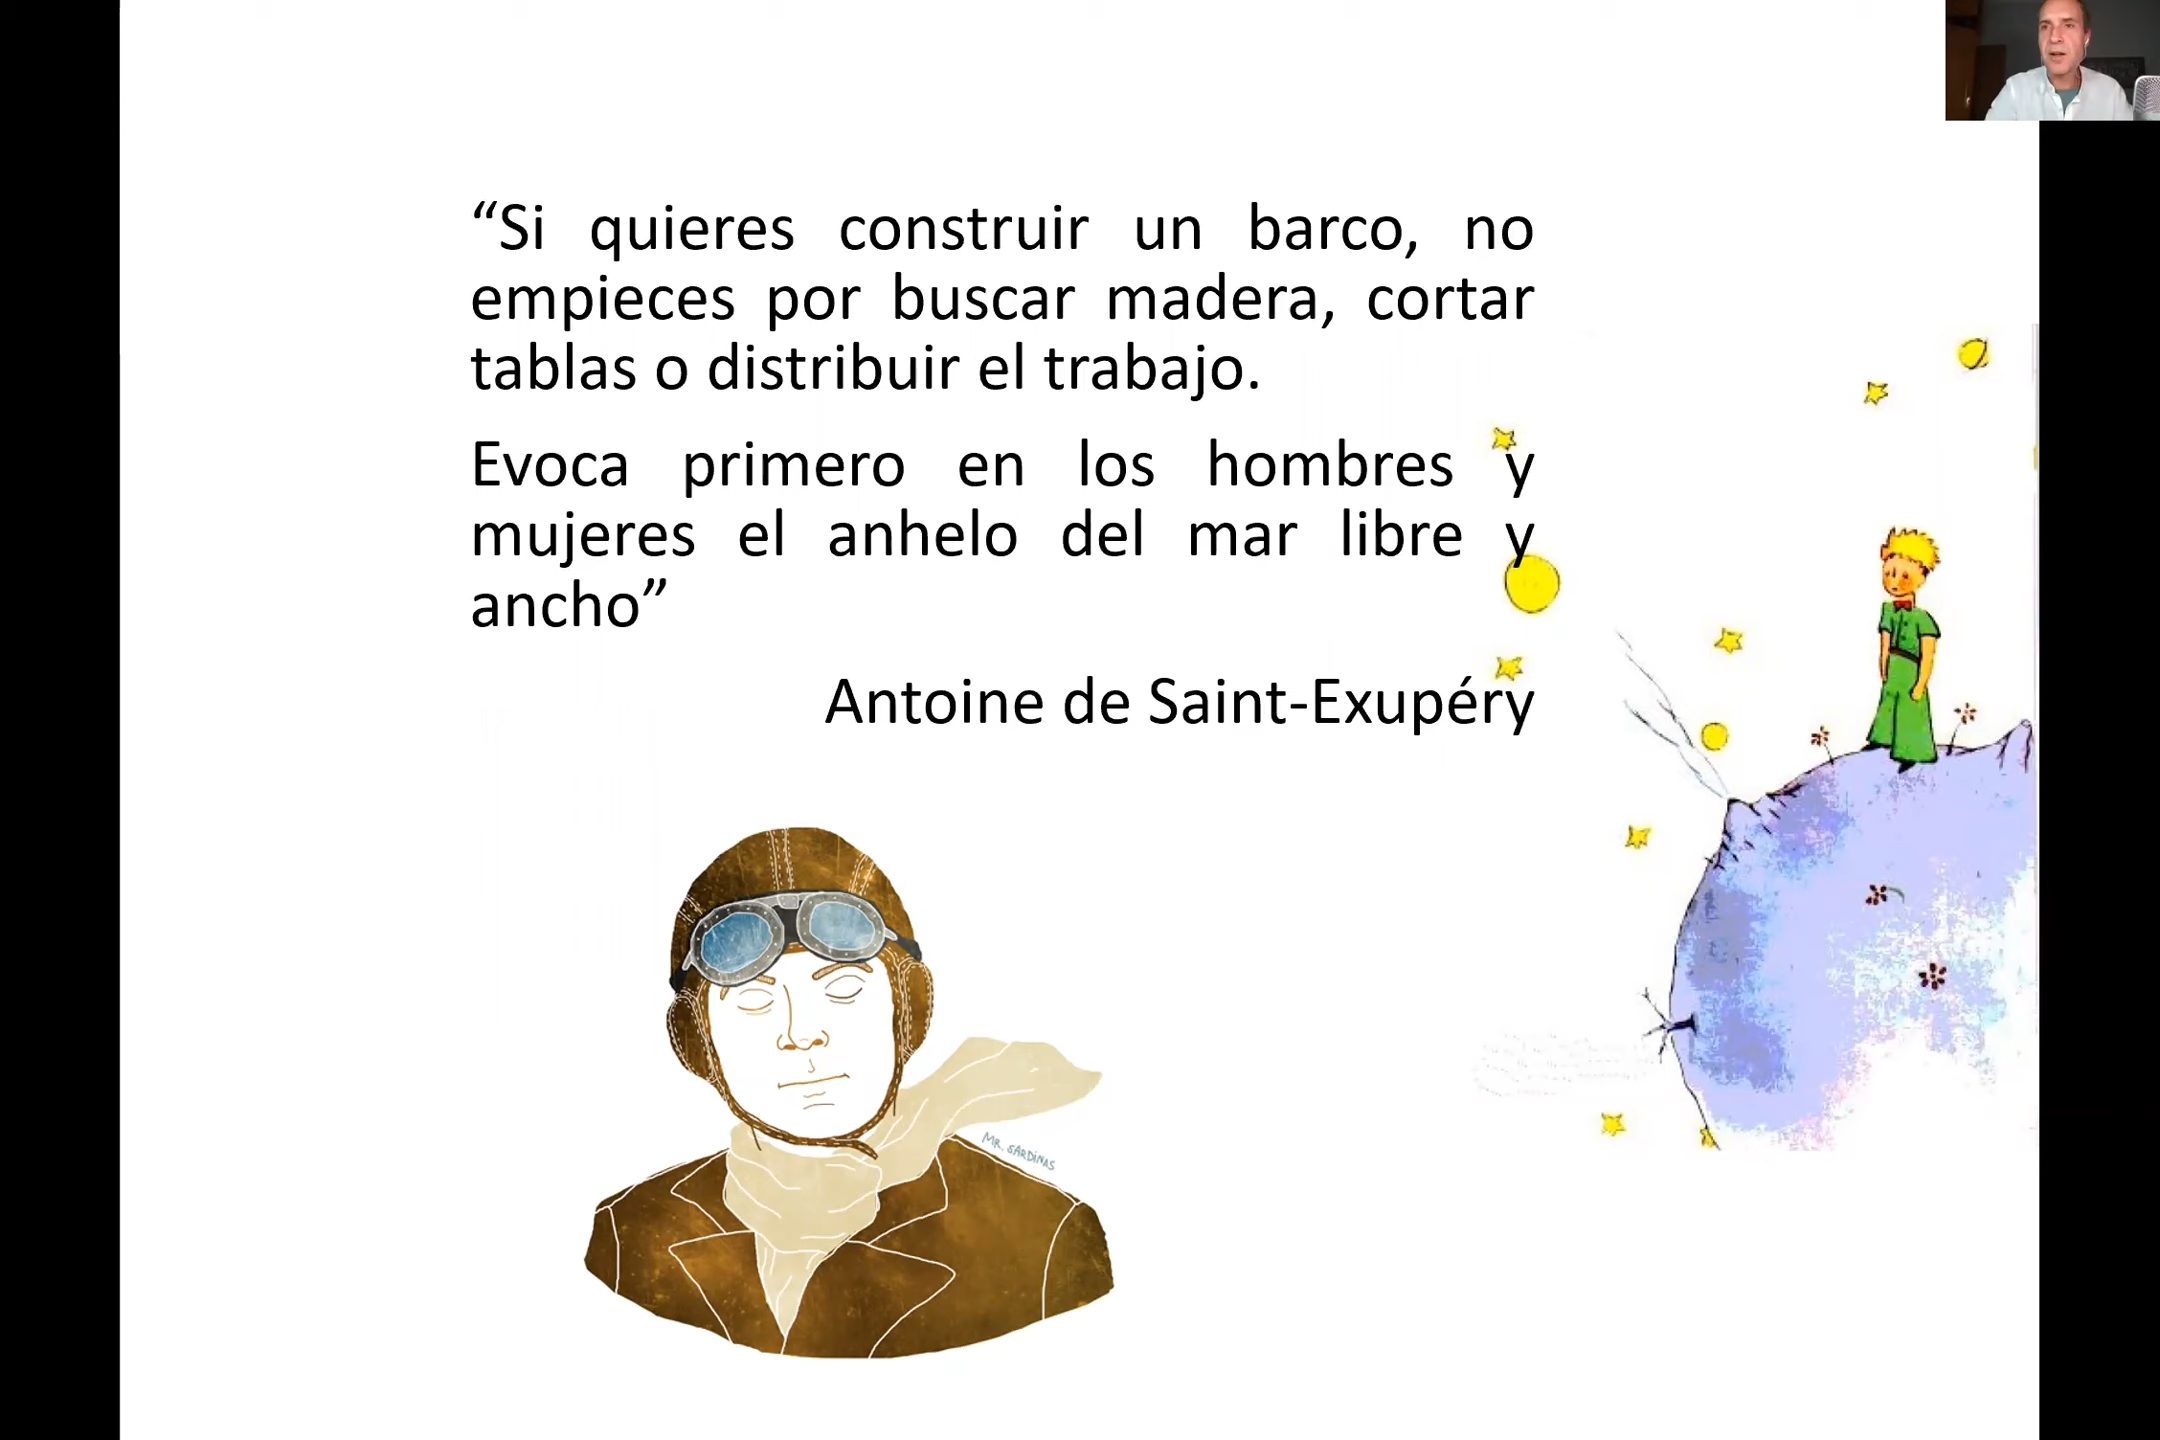 “Si quieres construir un barco, no
empieces por buscar madera, cortar
tablas o distribuir el trabajo.
Evoca primero en los hombres y
mujeres el anhelo del mar libre y
ancho”
Antoine de Saint-Exupéry
MR. SARDINAS